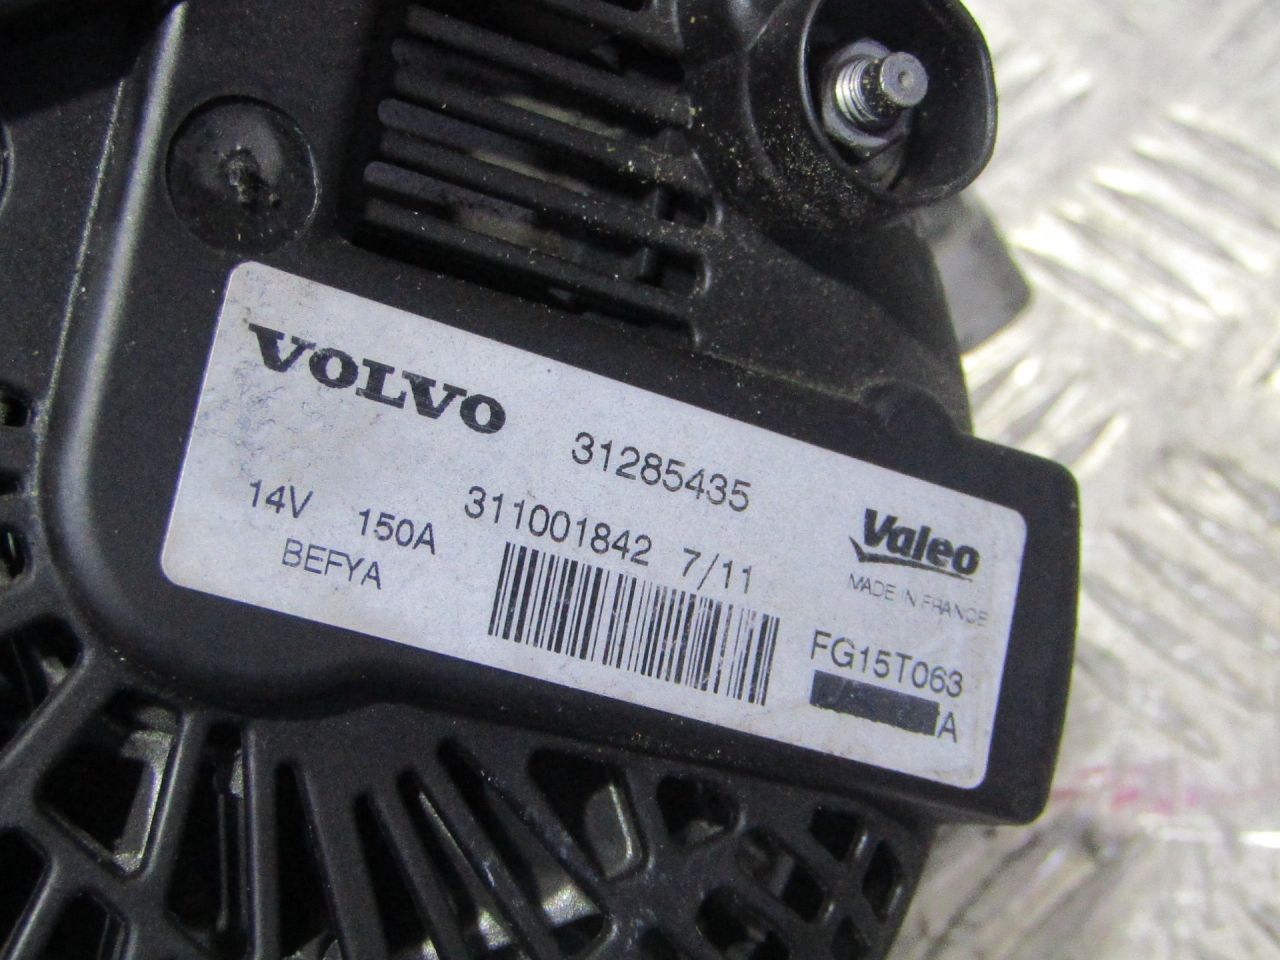 VOLVO
31285435
14V 150A 311001842 7/11
BEFYA
Valeo
MADE IN FRANCE
FG15T063
A